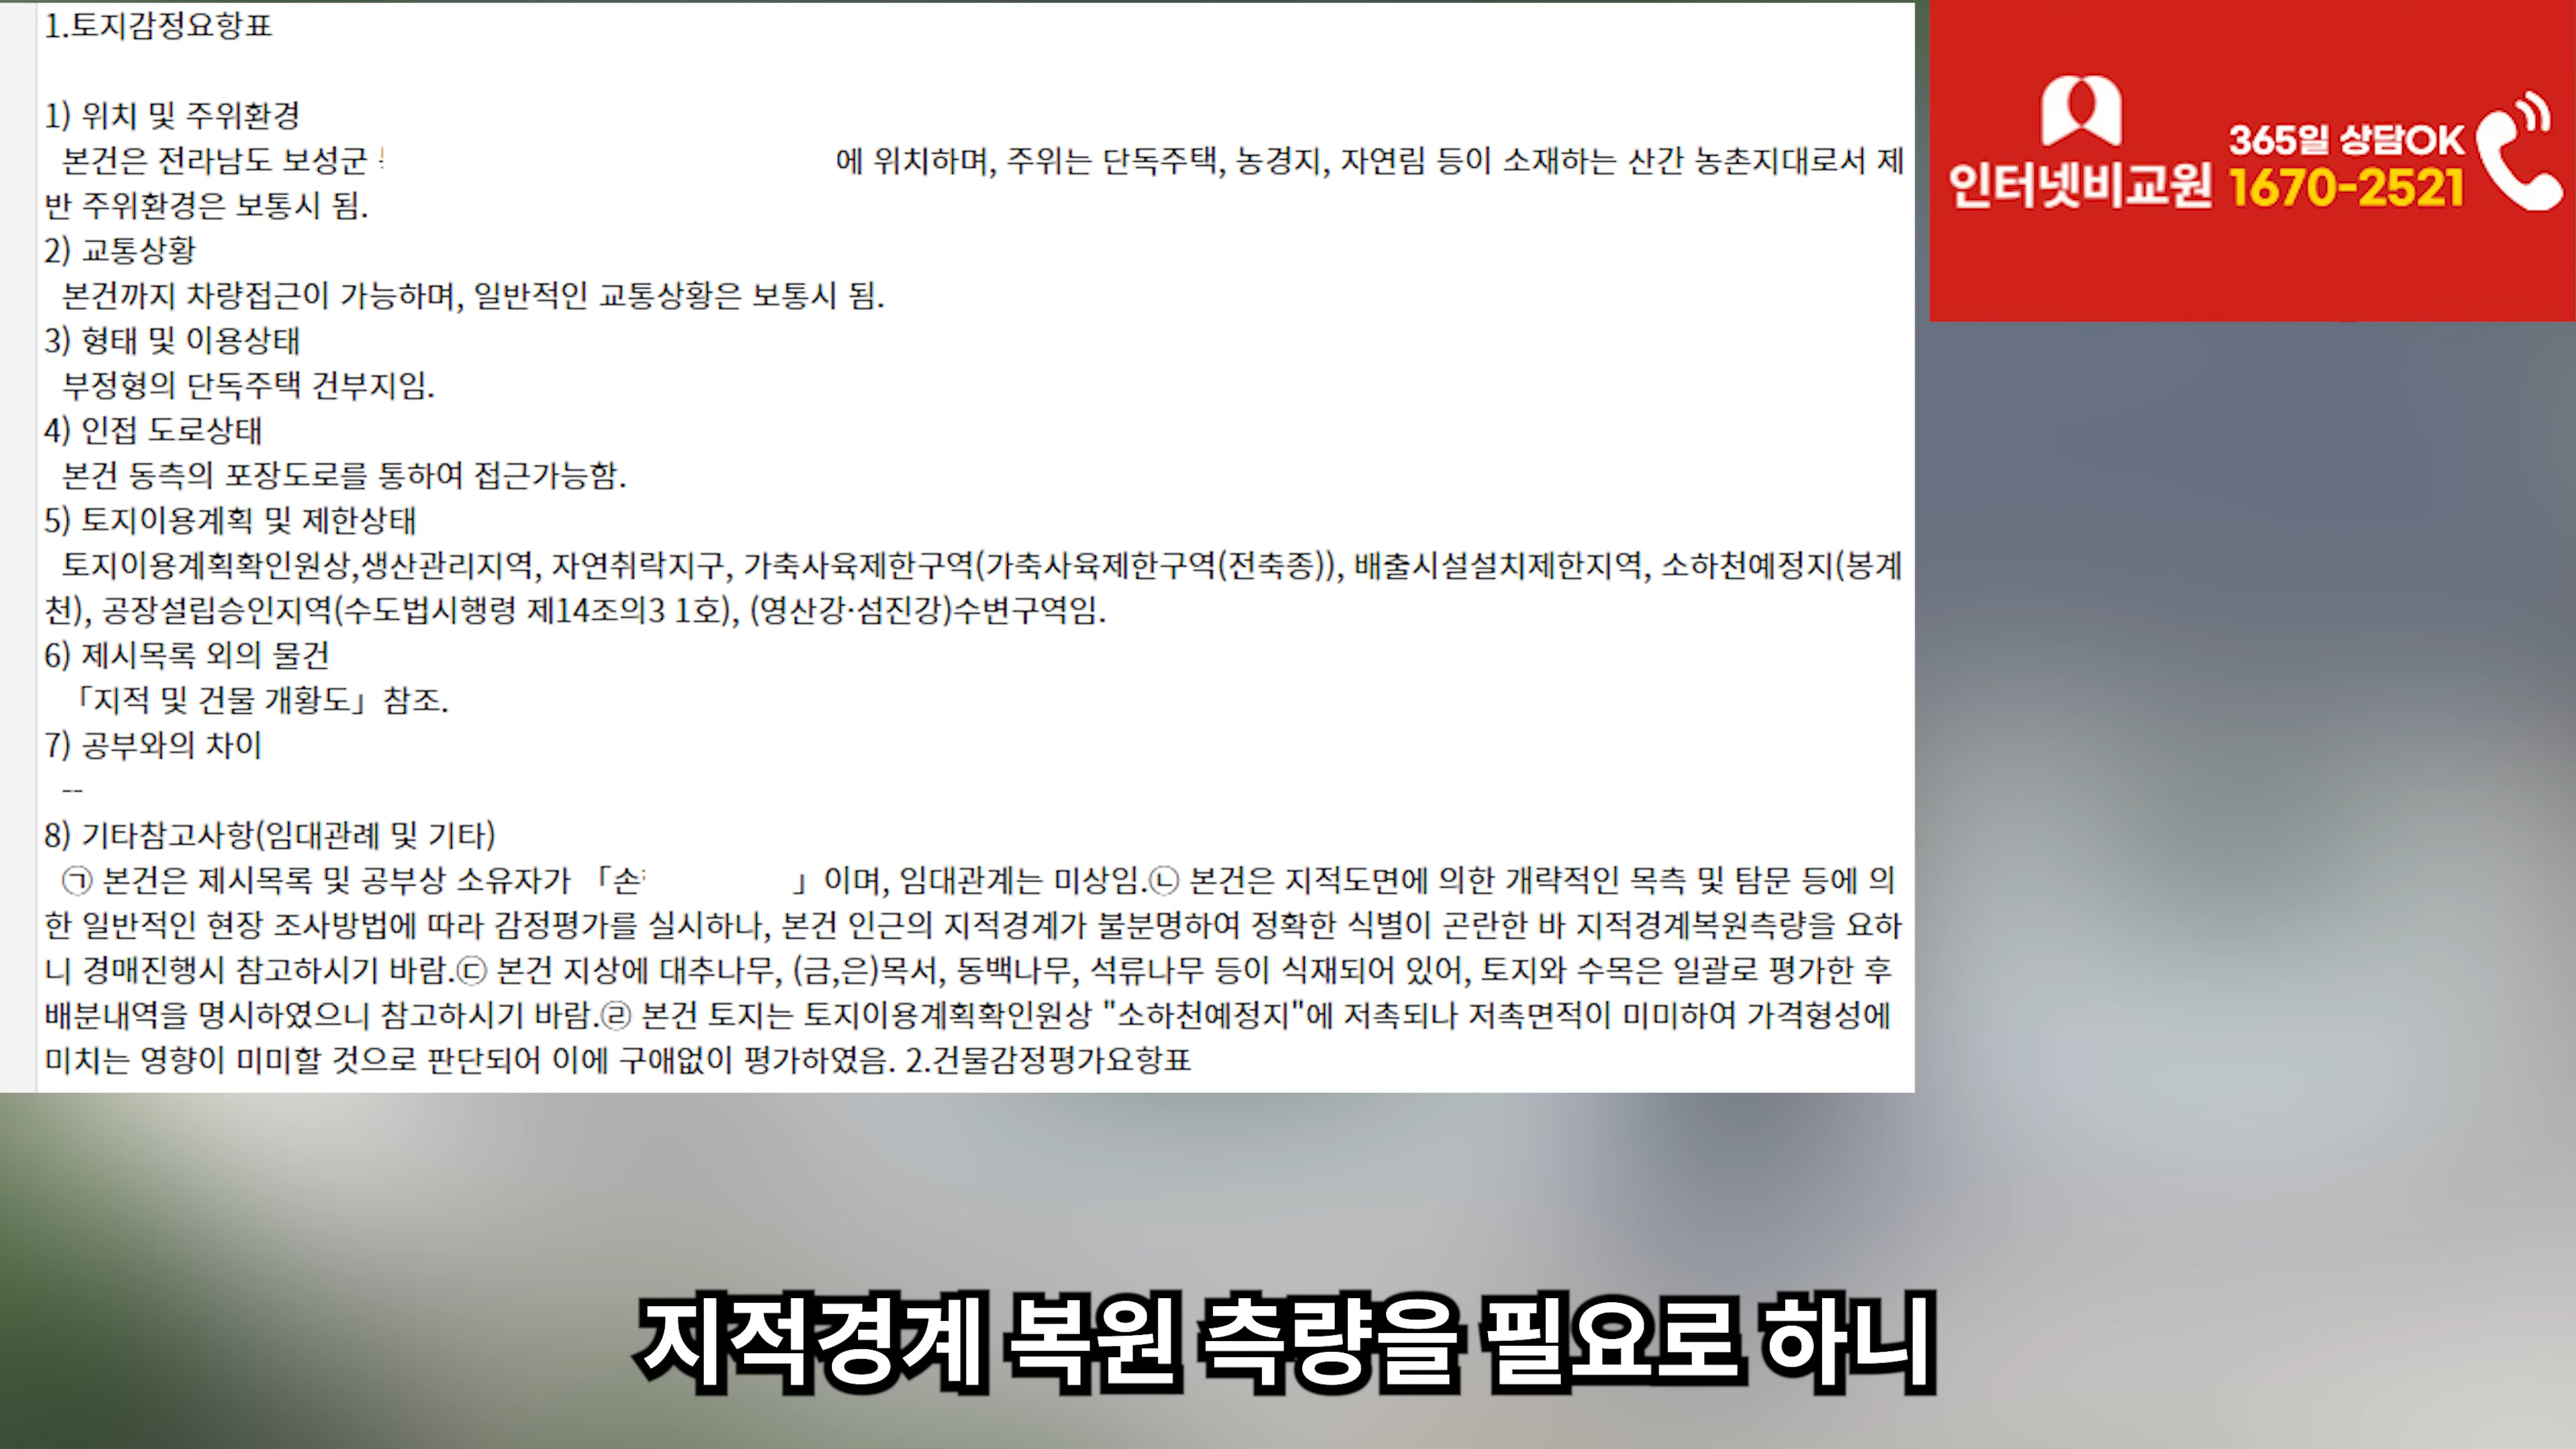 1.토지감정요항표
1) 위치 및 주위환경
본건은 전라남도 보성군
에 위치하며, 주위는 단독주택, 농경지, 자연림 등이 소재하는 산간 농촌지대로서 제
반 주위환경은 보통시 됨.
2) 교통상황
본건까지 차량접근이 가능하며, 일반적인 교통상황은 보통시 됨.
3) 형태 및 이용상태
부정형의 단독주택 건부지임.
4) 인접 도로상태
본건 동측의 포장도로를 통하여 접근가능함.
5) 토지이용계획 및 제한상태
토지이용계획확인원상,생산관리지역, 자연취락지구, 가축사육제한구역(가축사육제한구역(전축종)), 배출시설설치제한지역, 소하천예정지(봉계
천), 공장설립승인지역(수도법시행령 제14조의3 1호), (영산강·섬진강)수변구역임.
6) 제시목록 외의 물건
「지적 및 건물 개황도」참조.
7) 공부와의 차이
--
8) 기타참고사항(임대관례 및 기타)
㉠ 본건은 제시목록 및 공부상 소유자가 「손 」이며, 임대관계는 미상임.㉡ 본건은 지적도면에 의한 개략적인 목측 및 탐문 등에 의
한 일반적인 현장 조사방법에 따라 감정평가를 실시하나, 본건 인근의 지적경계가 불분명하여 정확한 식별이 곤란한 바 지적경계복원측량을 요하
니 경매진행시 참고하시기 바람.㉢ 본건 지상에 대추나무, (금,은)목서, 동백나무, 석류나무 등이 식재되어 있어, 토지와 수목은 일괄로 평가한 후
배분내역을 명시하였으니 참고하시기 바람.㉣ 본건 토지는 토지이용계획확인원상 "소하천예정지"에 저촉되나 저촉면적이 미미하여 가격형성에
미치는 영향이 미미할 것으로 판단되어 이에 구애없이 평가하였음. 2.건물감정평가요항표
인터넷비교원
365일 상담OK
1670-2521
지적경계 복원 측량을 필요로 하니